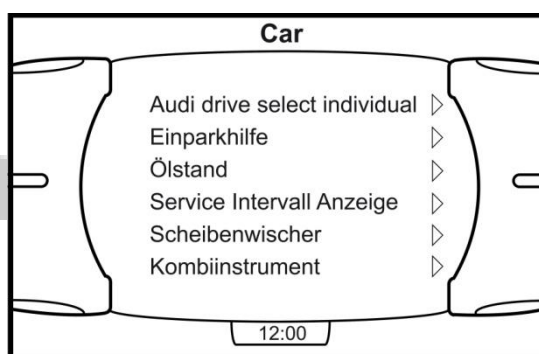 Car
Audi drive select individual
Einparkhilfe
Ölstand
Service Intervall Anzeige
Scheibenwischer
Kombiinstrument
12:00